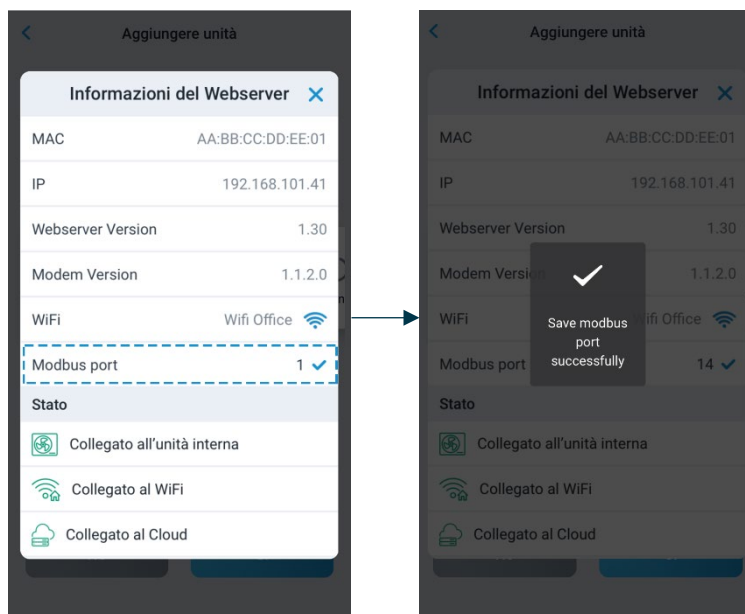 Aggiungere unità
Informazioni del Webserver
MAC AA:BB:CC:DD:EE:01
IP 192.168.101.41
Webserver Version 1.30
Modem Version 1.1.2.0
WiFi Wifi Office
Modbus port 1
Stato
Collegato all'unità interna
Collegato al WiFi
Collegato al Cloud
Aggiungere unità
Informazioni del Webserver
MAC AA:BB:CC:DD:EE:01
IP 192.168.101.41
Webserver Version 1.30
Modem 1.1.2.0
WiFi Office
Modbus port 14
Save modbus
port
successfully
Stato
Collegato all'unità interna
Collegato al WiFi
Collegato al Cloud